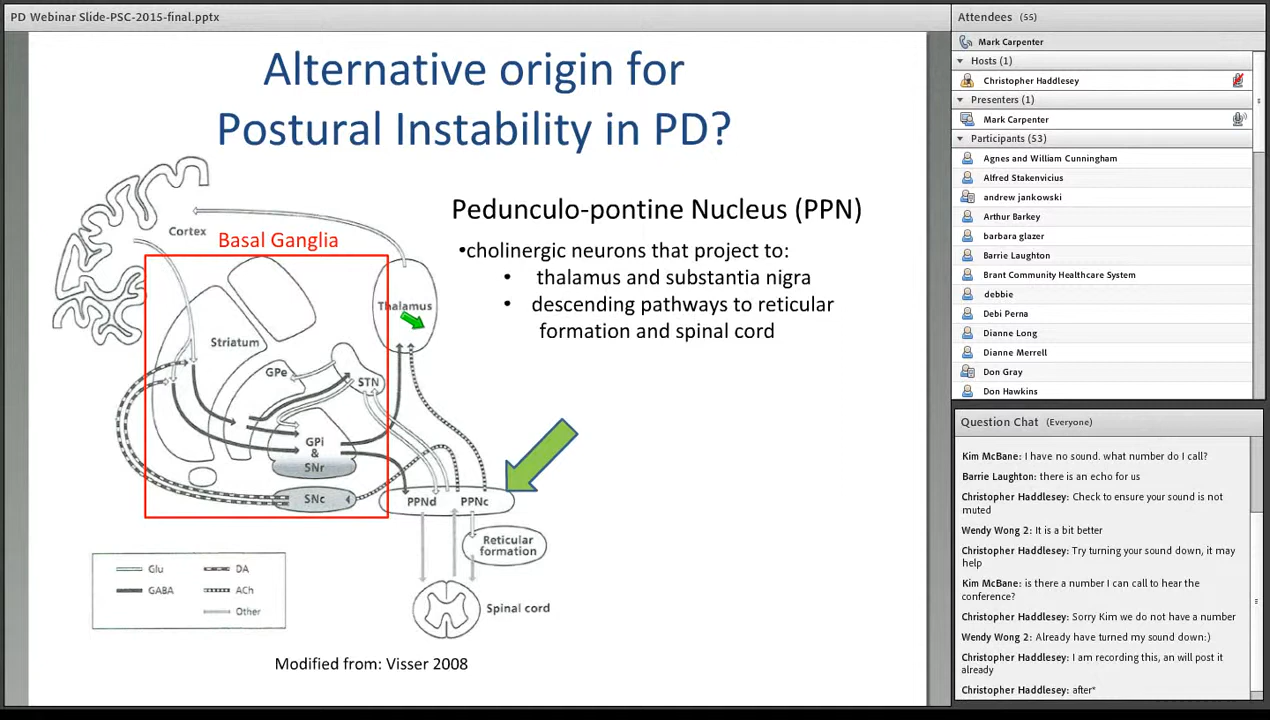 PD Webinar Slide-PSC-2015-final.pptx
Alternative origin for
Postural Instability in PD?
Cortex
Basal Ganglia
Pedunculo-pontine Nucleus (PPN)
•cholinergic neurons that project to:
• thalamus and substantia nigra
• descending pathways to reticular
formation and spinal cord
Thalamus
Striatum
GPe
STN
GPi
&
SNr
SNc
PPNd PPNc
Reticular
formation
Spinal cord
Glu DA
GABA ACh
Other
Modified from: Visser 2008
Attendees (55)
Mark Carpenter
Hosts (1)
Christopher Haddlesey
Presenters (1)
Mark Carpenter
Participants (53)
Agnes and William Cunningham
Alfred Stakenvicius
andrew jankowski
Arthur Barkey
barbara glazer
Barrie Laughton
Brant Community Healthcare System
debbie
Debi Perna
Dianne Long
Dianne Merrell
Don Gray
Don Hawkins
Question Chat (Everyone)
Kim McBane: I have no sound. what number do I call?
Barrie Laughton: there is an echo for us
Christopher Haddlesey: Check to ensure your sound is not
muted
Wendy Wong 2: It is a bit better
Christopher Haddlesey: Try turning your sound down, it may
help
Kim McBane: is there a number I can call to hear the
conference?
Christopher Haddlesey: Sorry Kim we do not have a number
Wendy Wong 2: Already have turned my sound down:)
Christopher Haddlesey: I am recording this, an will post it
already
Christopher Haddlesey: after*